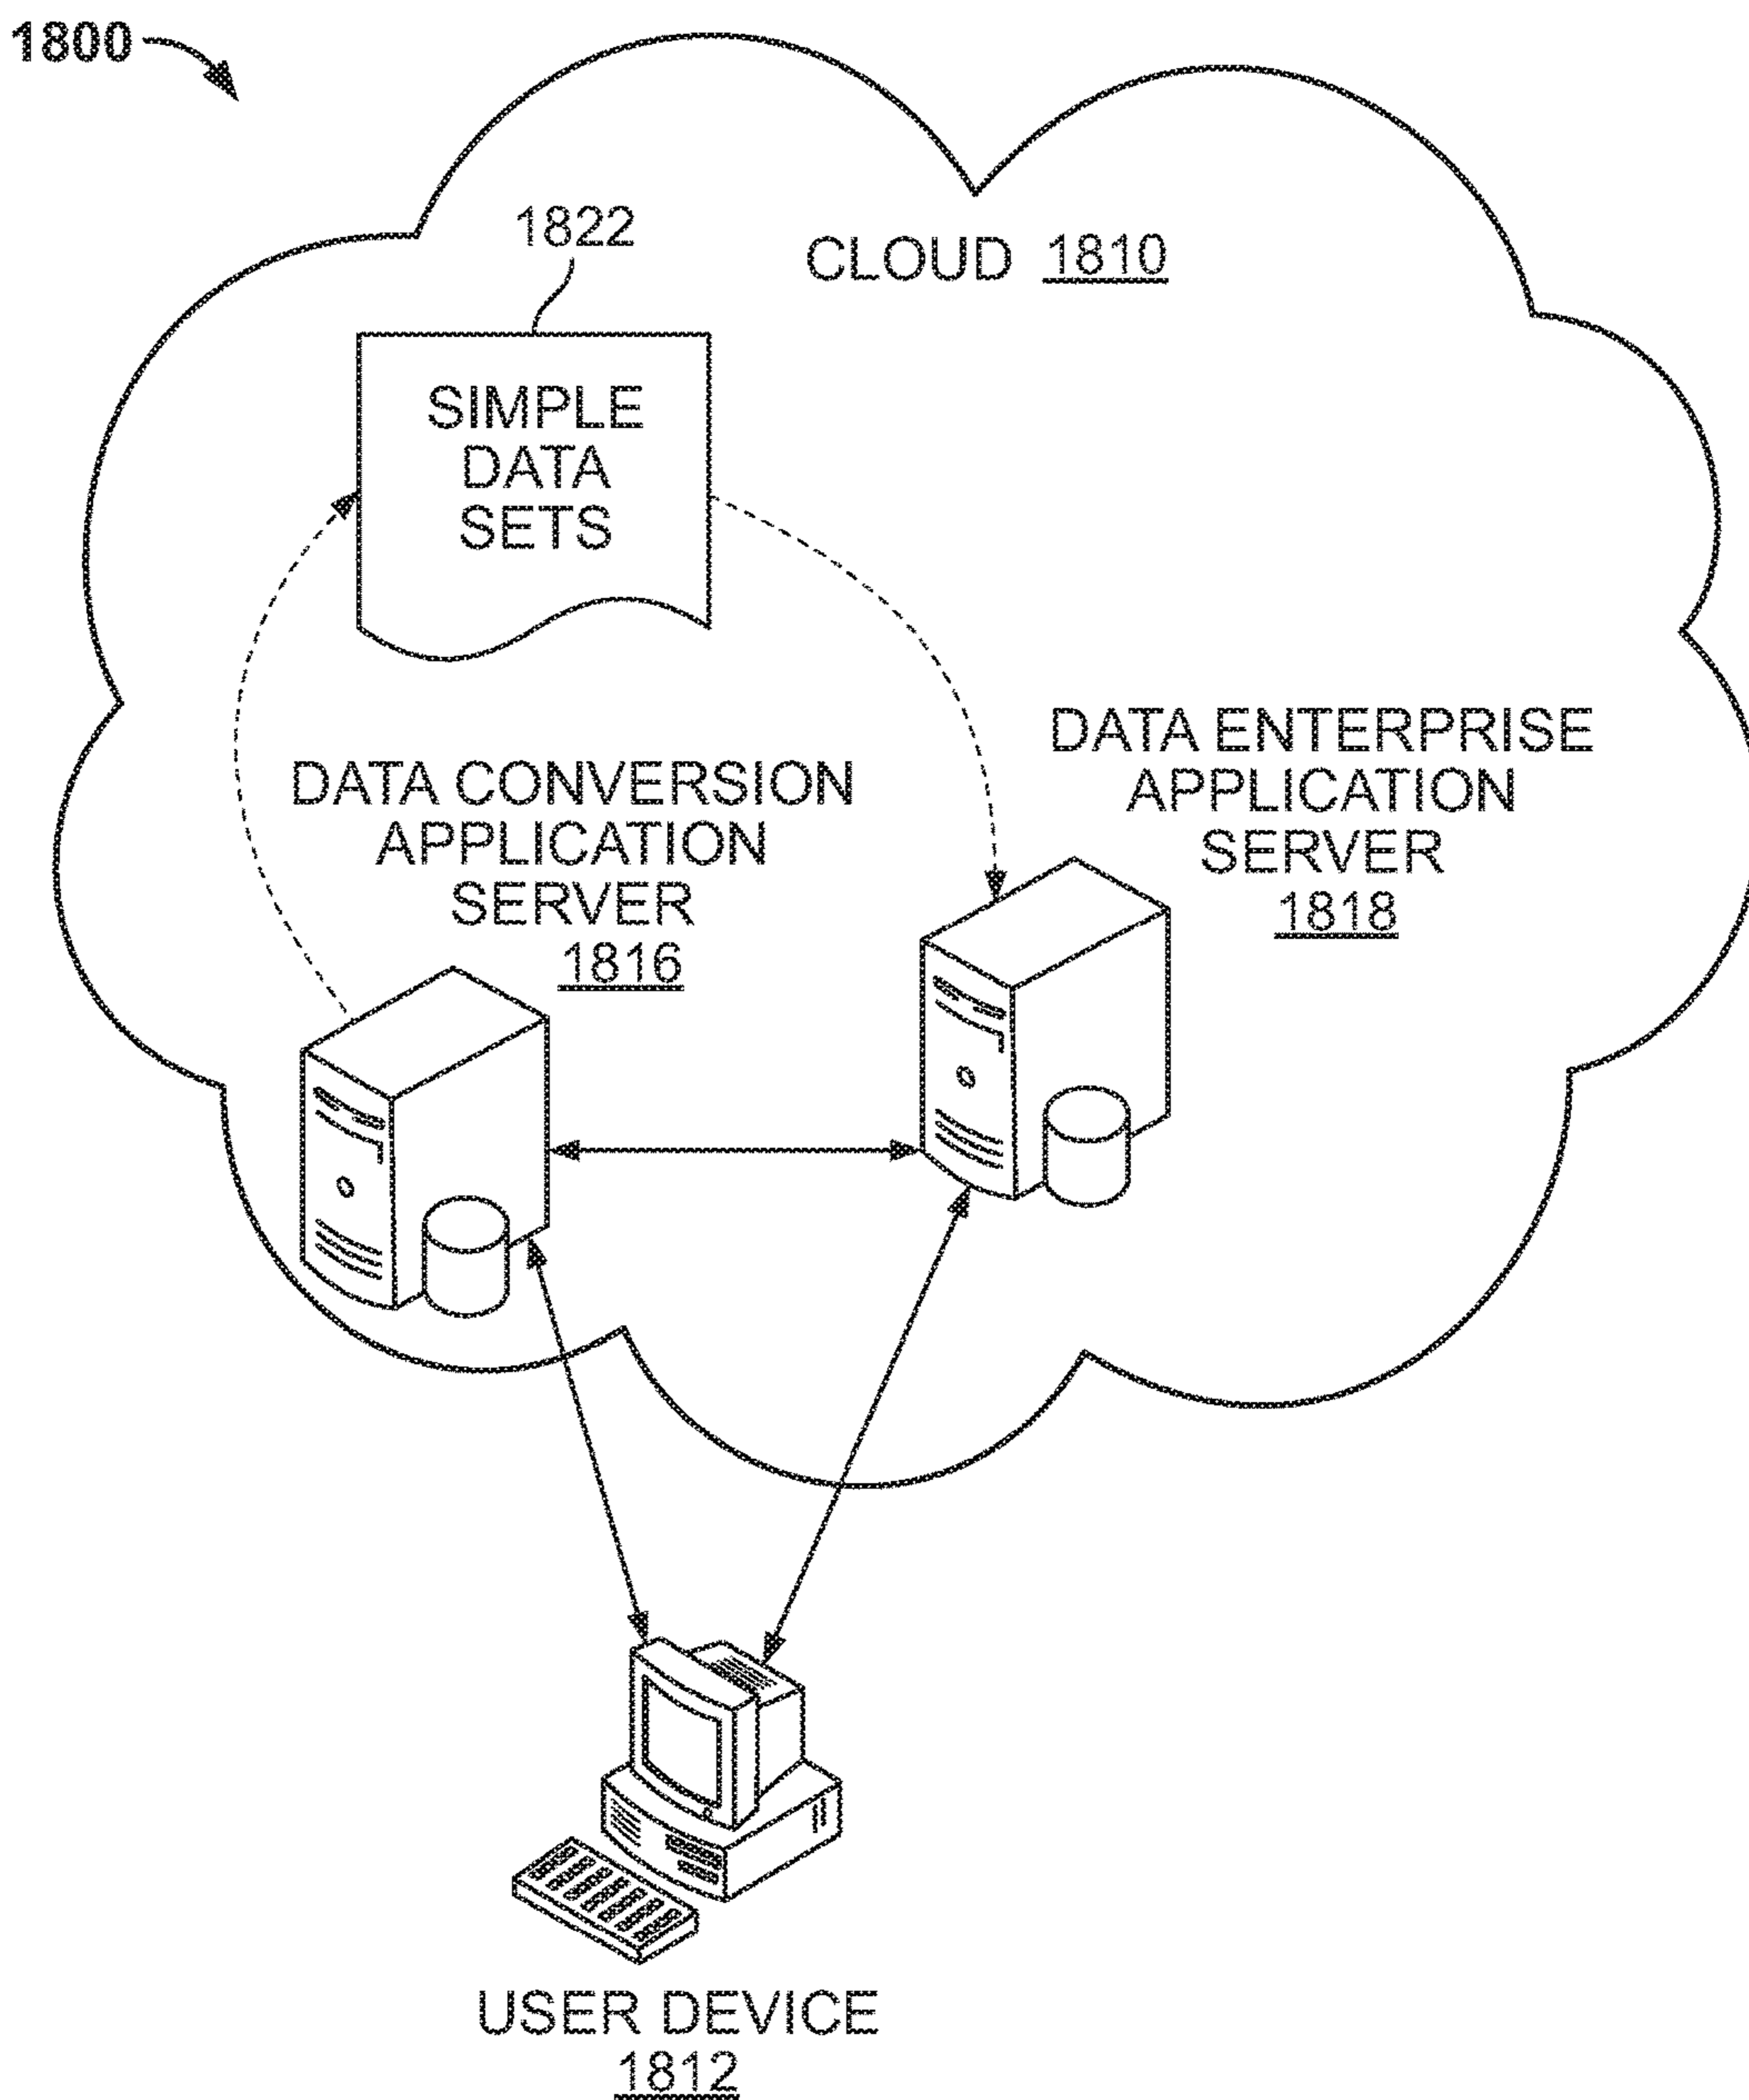 1800
1822
CLOUD 1810
SIMPLE
DATA
SETS
DATA ENTERPRISE
APPLICATION
SERVER
1818
DATA CONVERSION
APPLICATION
SERVER
1816
USER DEVICE
1812